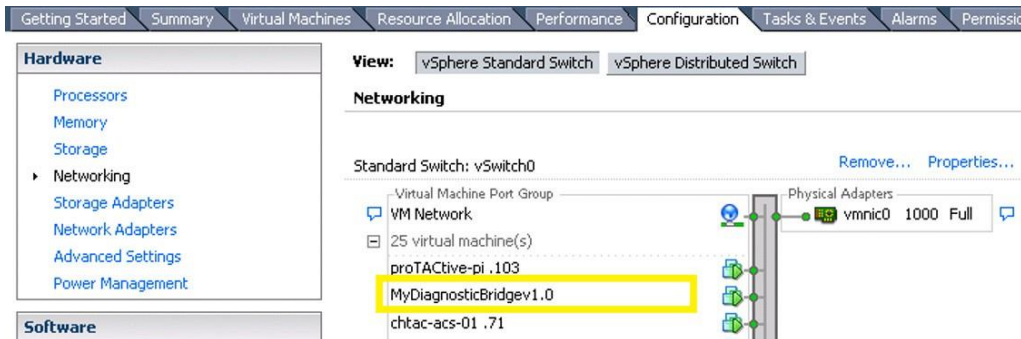 Getting Started Summary Virtual Machines Resource Allocation Performance Configuration Tasks & Events Alarms
Hardware
Processors
Memory
Storage
Networking
Storage Adapters
Network Adapters
Advanced Settings
Power Management
Software
View: vSphere Standard Switch vSphere Distributed Switch
Networking
Standard Switch: vSwitch0 Remove... Properties...
Virtual Machine Port Group Physical Adapters
VM Network vmnic0 1000 Full
25 virtual machine(s)
proTACtive-pi .103
MyDiagnosticBridgev1.0
chtac-acs-01 .71